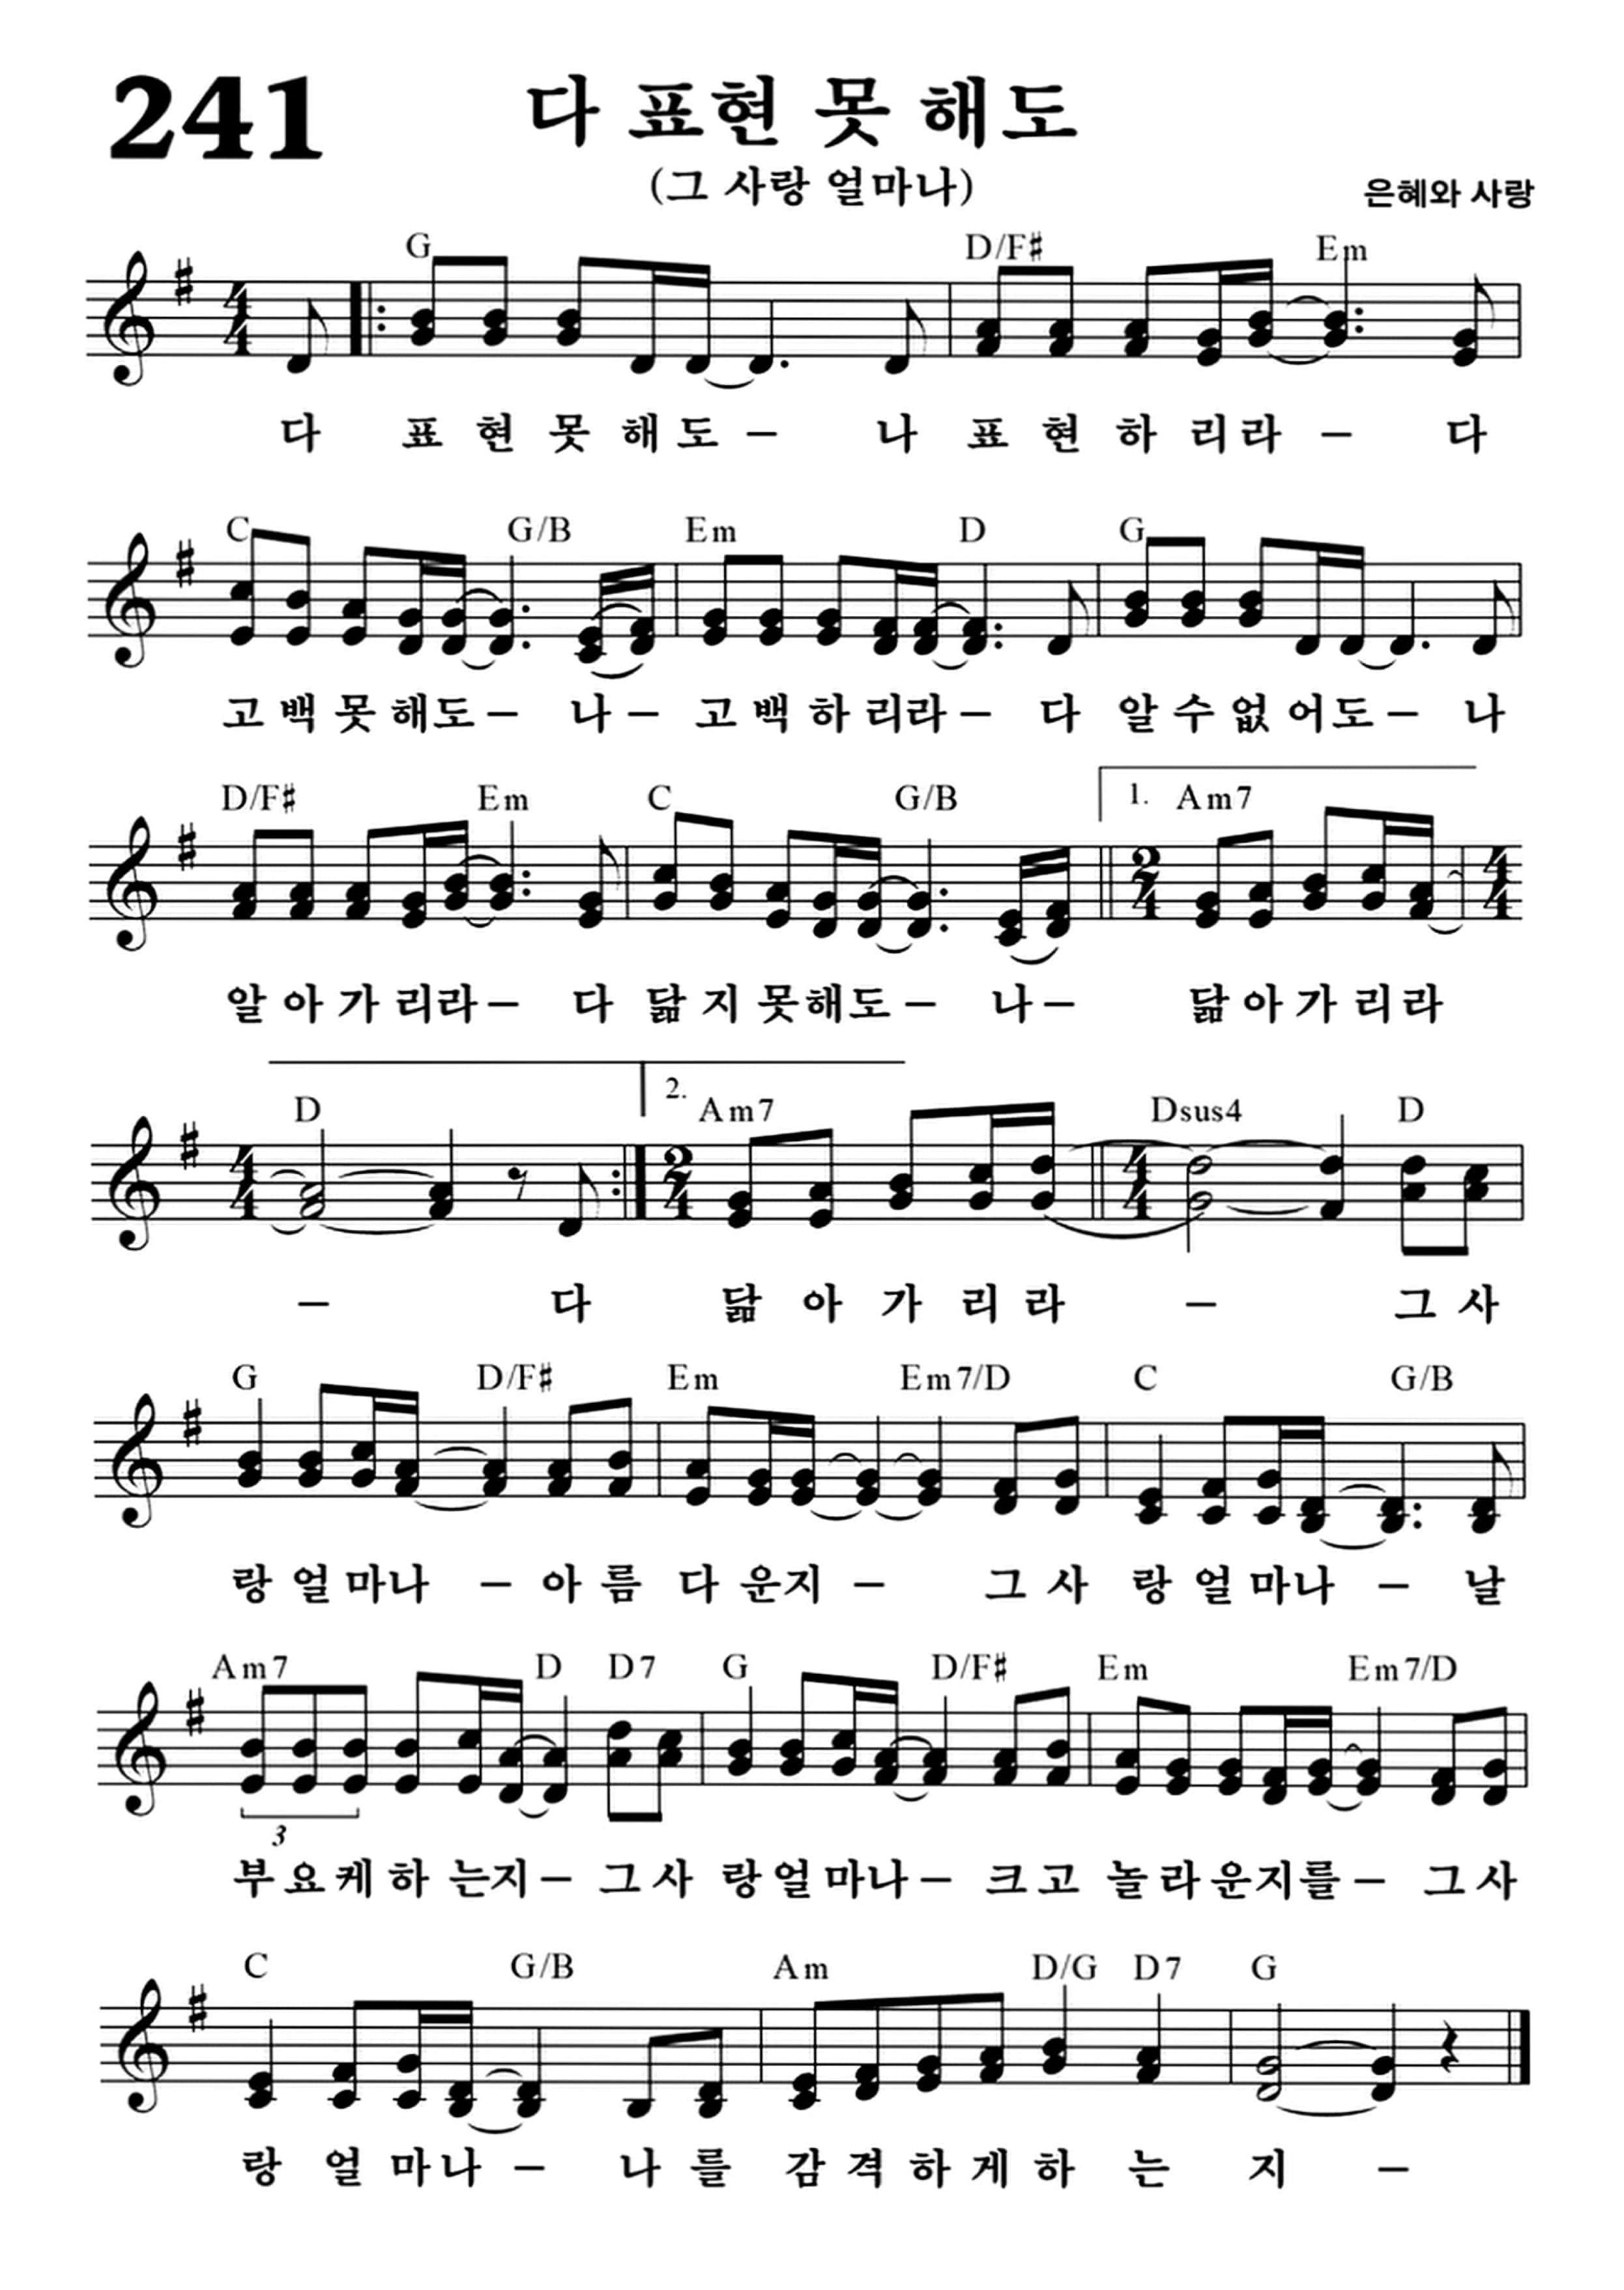 241
다 표현 못 해도
(그 사랑 얼마나)
은혜와 사랑
G D/F♯ Em
다 표 현 못 해 도 – 나 표 현 하 리 라 – 다
C G/B Em D G
고 백 못 해 도 – 나 – 고 백 하 리 라 – 다 알 수 없 어 도 – 나
D/F♯ Em C G/B 1. Am7
알 아 가 리 라 – 다 닮 지 못 해 도 – 나 – 닮 아 가 리 라
D 2. Am7 Dsus4 D
– 다 닮 아 가 리 라 – 그 사
G D/F♯ Em Em7/D C G/B
랑 얼 마 나 – 아 름 다 운 지 – 그 사 랑 얼 마 나 – 날
Am7 D D7 G D/F♯ Em Em7/D
3
부 요 케 하 는 지 – 그 사 랑 얼 마 나 – 크 고 놀 라 운 지 를 – 그 사
C G/B Am D/G D7 G
랑 얼 마 나 – 나 를 감 격 하 게 하 는 지 –